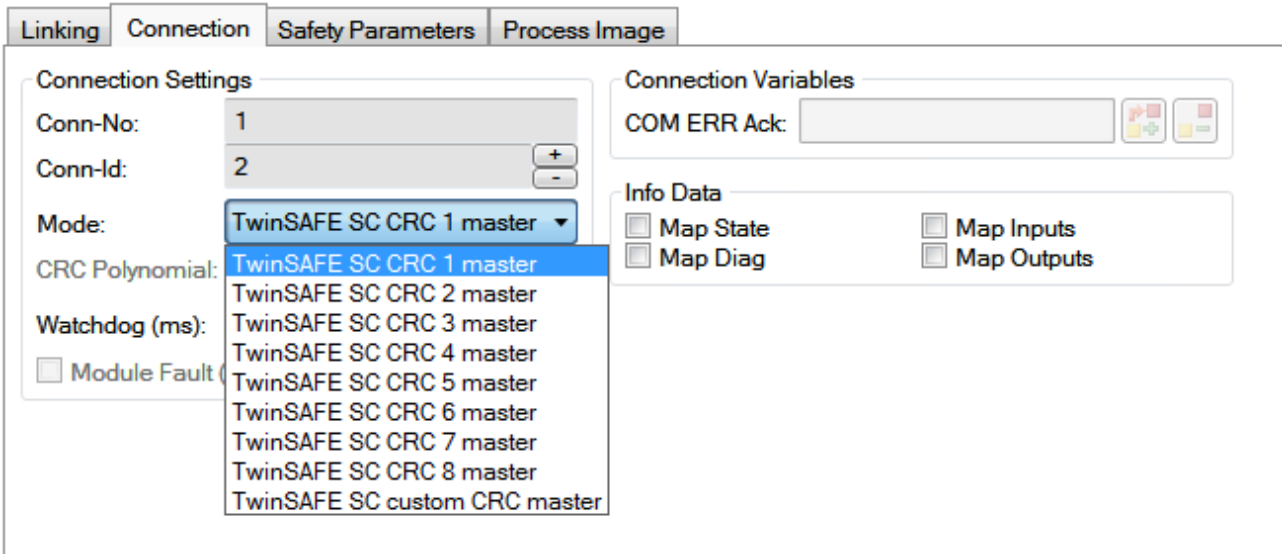 Linking Connection Safety Parameters Process Image
Connection Settings
Conn-No: 1
Conn-Id: 2
+
-
Mode: TwinSAFE SC CRC 1 master
CRC Polynomial:
Watchdog (ms):
Module Fault (
TwinSAFE SC CRC 1 master
TwinSAFE SC CRC 2 master
TwinSAFE SC CRC 3 master
TwinSAFE SC CRC 4 master
TwinSAFE SC CRC 5 master
TwinSAFE SC CRC 6 master
TwinSAFE SC CRC 7 master
TwinSAFE SC CRC 8 master
TwinSAFE SC custom CRC master
Connection Variables
COM ERR Ack:
Info Data
Map State Map Inputs
Map Diag Map Outputs